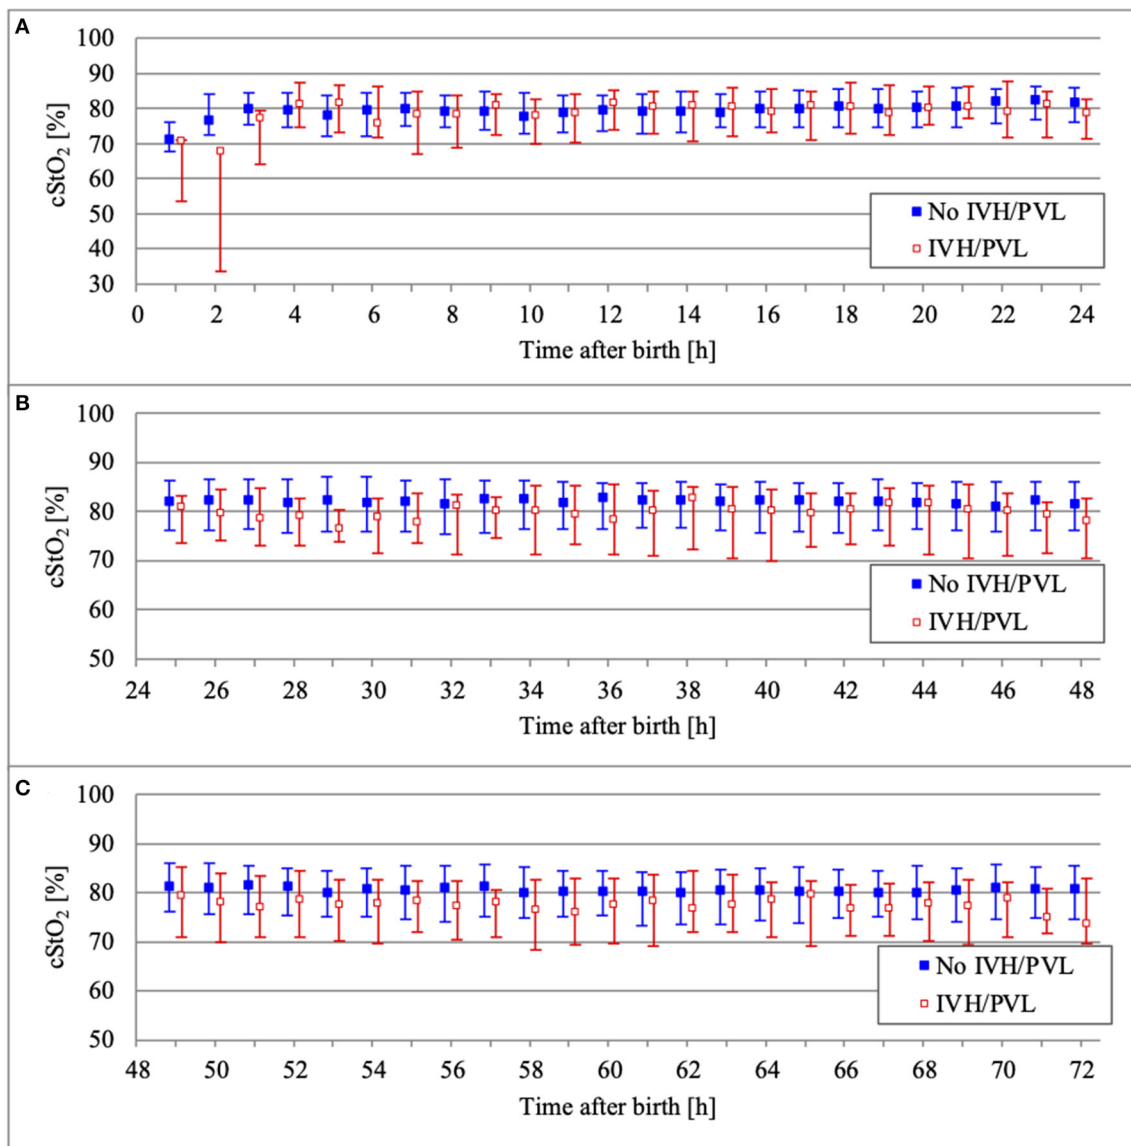 A
cStO2 [%]
100
90
80
70
60
50
40
30
No IVH/PVL
IVH/PVL
0 2 4 6 8 10 12 14 16 18 20 22 24
Time after birth [h]
B
cStO2 [%]
100
90
80
70
60
50
No IVH/PVL
IVH/PVL
24 26 28 30 32 34 36 38 40 42 44 46 48
Time after birth [h]
C
cStO2 [%]
100
90
80
70
60
50
No IVH/PVL
IVH/PVL
48 50 52 54 56 58 60 62 64 66 68 70 72
Time after birth [h]